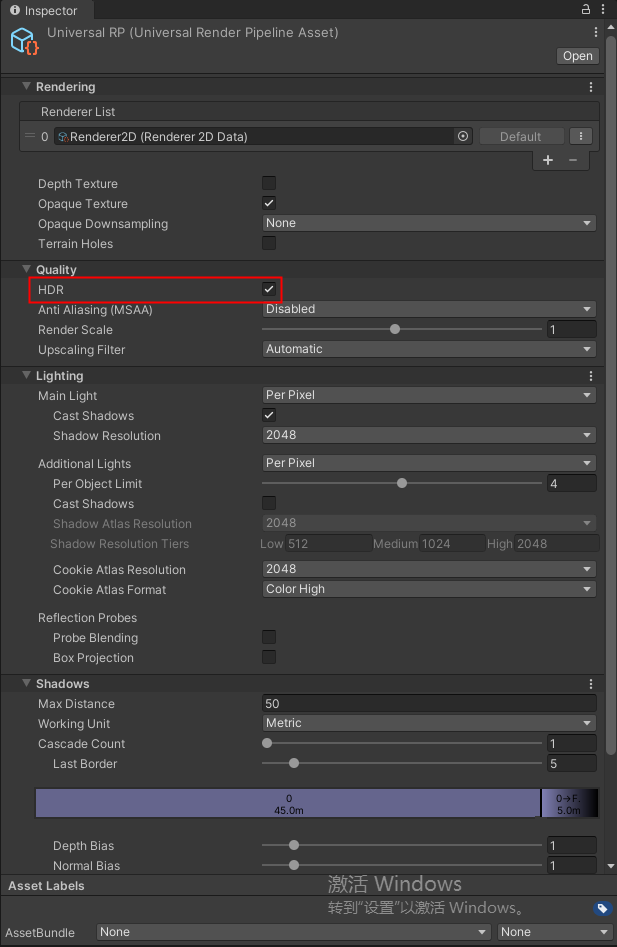 Inspector
Universal RP (Universal Render Pipeline Asset)
Open
Rendering
Renderer List
0 Renderer2D (Renderer 2D Data) Default
Depth Texture
Opaque Texture
Opaque Downsampling None
Terrain Holes
Quality
HDR
Anti Aliasing (MSAA) Disabled
Render Scale 1
Upscaling Filter Automatic
Lighting
Main Light Per Pixel
Cast Shadows
Shadow Resolution 2048
Additional Lights Per Pixel
Per Object Limit 4
Cast Shadows
Shadow Atlas Resolution 2048
Shadow Resolution Tiers Low 512 Medium 1024 High 2048
Cookie Atlas Resolution 2048
Cookie Atlas Format Color High
Reflection Probes
Probe Blending
Box Projection
Shadows
Max Distance 50
Working Unit Metric
Cascade Count 1
Last Border 5
0 0→F.
45.0m 5.0m
Depth Bias 1
Normal Bias 1
Asset Labels
激活 Windows
转到“设置”以激活 Windows。
AssetBundle None None